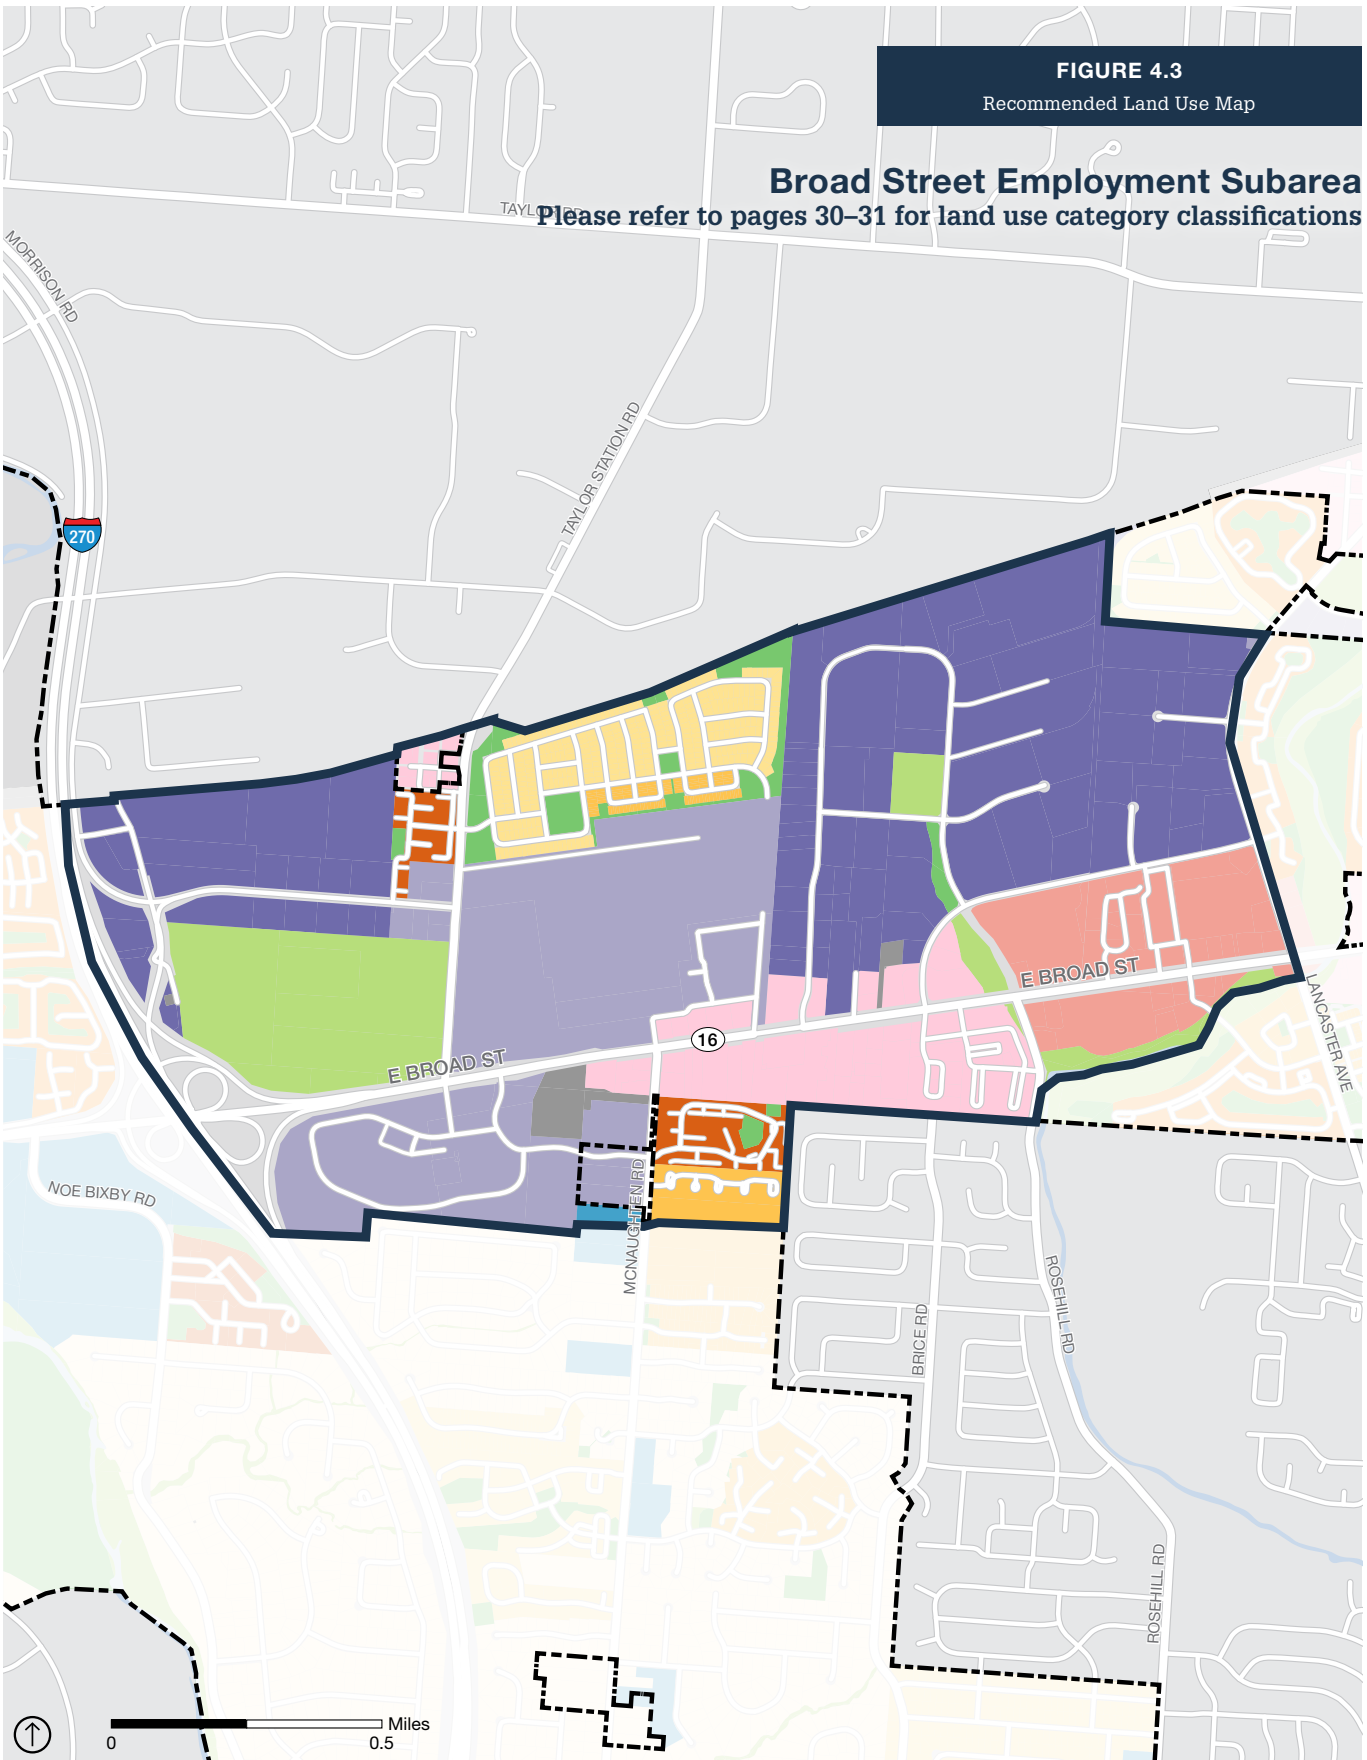 FIGURE 4.3
Recommended Land Use Map
Broad Street Employment Subarea
Please refer to pages 30–31 for land use category classifications
TAYLOR RD
MORRISON RD
TAYLOR STATION RD
270
E BROAD ST
16
E BROAD ST
LANCASTER AVE
NOE BIXBY RD
MCNAUGHTEN RD
BRICE RD
ROSEHILL RD
ROSEHILL RD
Miles
0
0.5